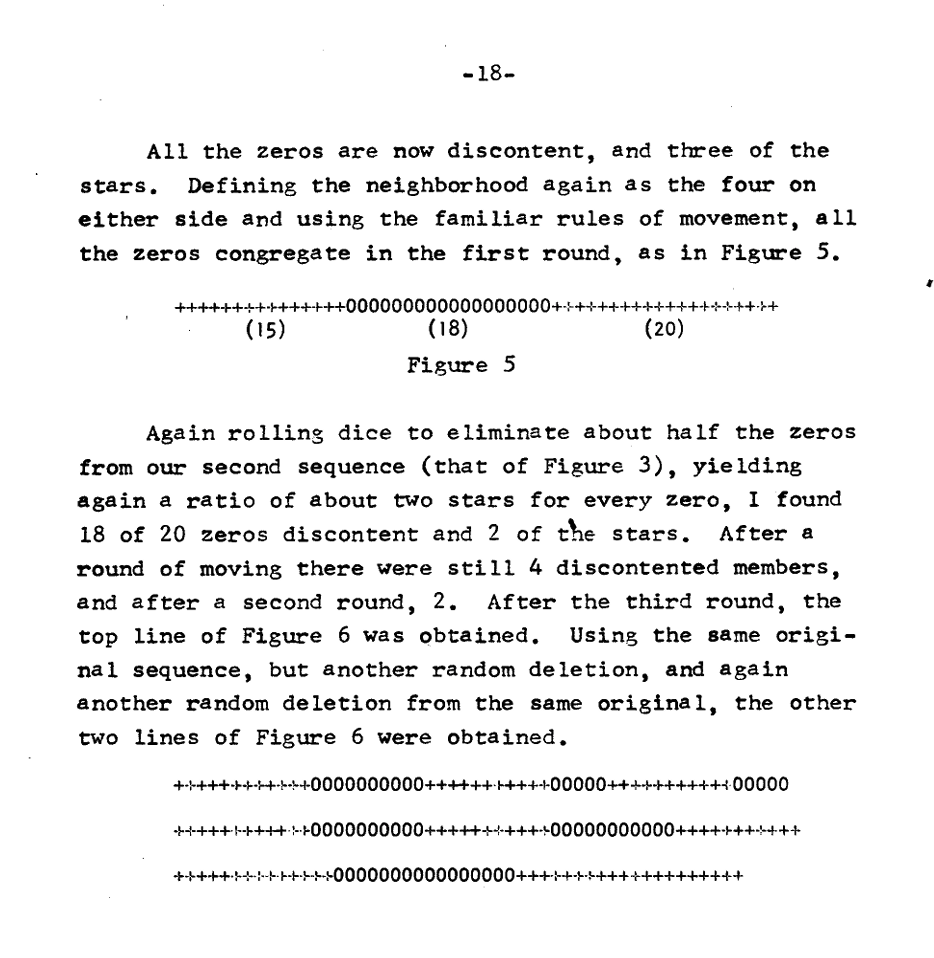 -18-
All the zeros are now discontent, and three of the
stars. Defining the neighborhood again as the four on
either side and using the familiar rules of movement, all
the zeros congregate in the first round, as in Figure 5.
+++++++++++++++000000000000000000++++++++++++++++++++
(15) (18) (20)
Figure 5
Again rolling dice to eliminate about half the zeros
from our second sequence (that of Figure 3), yielding
again a ratio of about two stars for every zero, I found
18 of 20 zeros discontent and 2 of the stars. After a
round of moving there were still 4 discontented members,
and after a second round, 2. After the third round, the
top line of Figure 6 was obtained. Using the same origi-
nal sequence, but another random deletion, and again
another random deletion from the same original, the other
two lines of Figure 6 were obtained.
++++++++++++0000000000+++++++++++00000+++++++++++00000
++++++++++++0000000000+++++++++++00000000000+++++++++++
++++++++++++++0000000000000000++++++++++++++++++++